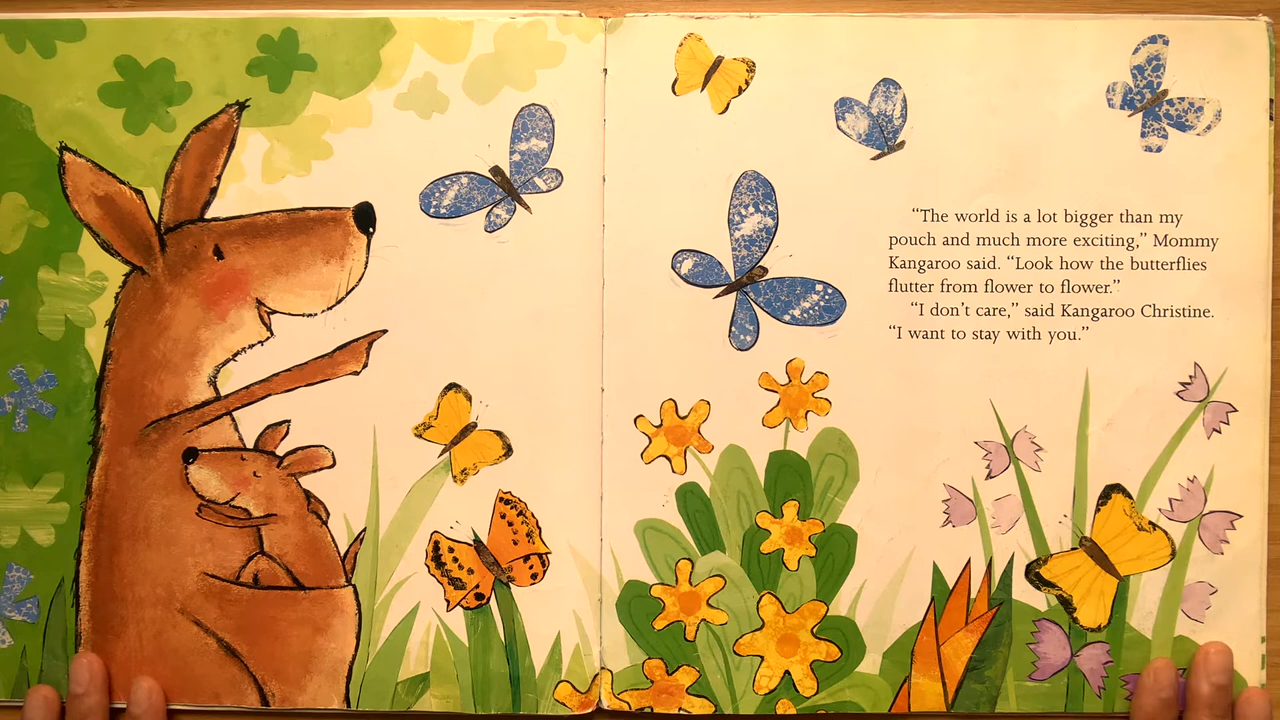 “The world is a lot bigger than my
pouch and much more exciting,” Mommy
Kangaroo said. “Look how the butterflies
flutter from flower to flower.”
“I don’t care,” said Kangaroo Christine.
“I want to stay with you.”